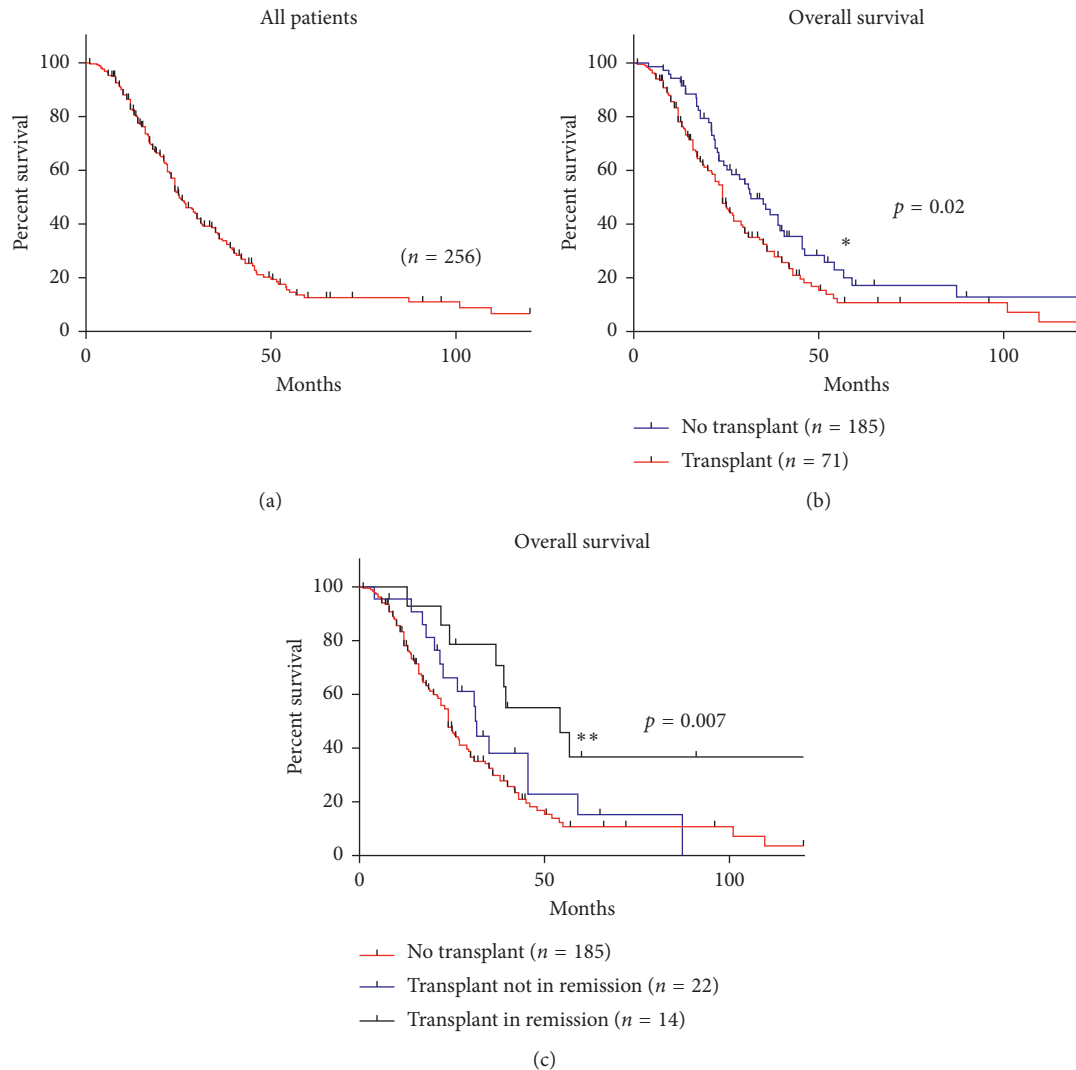 All patients
100
80
60
40
20
0
Percent survival
(n = 256)
0 50 100
Months
(a)
Overall survival
100
80
60
40
20
0
Percent survival
p = 0.02
*
0 50 100
Months
No transplant (n = 185)
Transplant (n = 71)
(b)
Overall survival
100
80
60
40
20
0
Percent survival
p = 0.007
**
0 50 100
Months
No transplant (n = 185)
Transplant not in remission (n = 22)
Transplant in remission (n = 14)
(c)